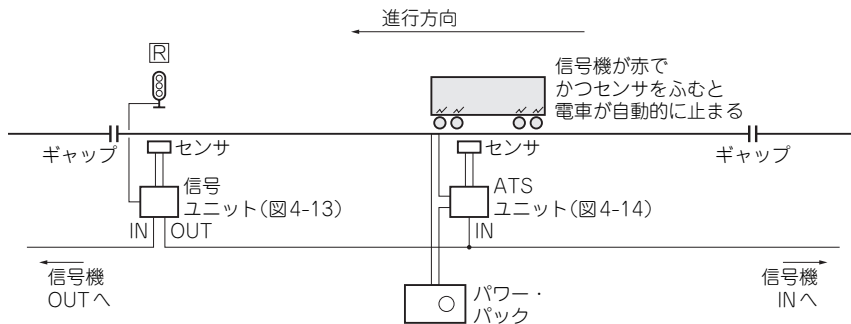 進行方向
R
信号機が赤で
かつセンサをふむと
電車が自動的に止まる
ギャップ
センサ
センサ
ギャップ
信号
ユニット(図4-13)
ATS
ユニット(図4-14)
IN
OUT
IN
信号機
OUTへ
パワー・
パック
信号機
INへ